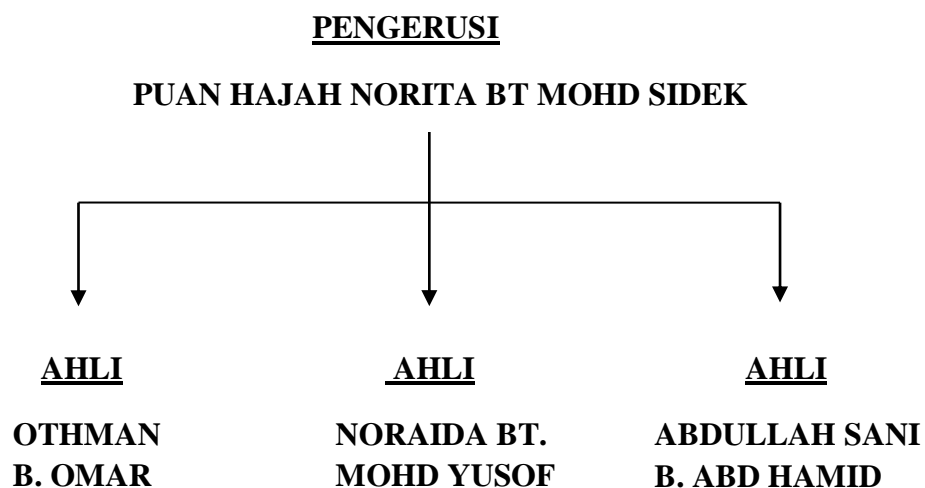 PENGERUSI
PUAN HAJAH NORITA BT MOHD SIDEK
AHLI
OTHMAN
B. OMAR
AHLI
NORAIDA BT.
MOHD YUSOF
AHLI
ABDULLAH SANI
B. ABD HAMID